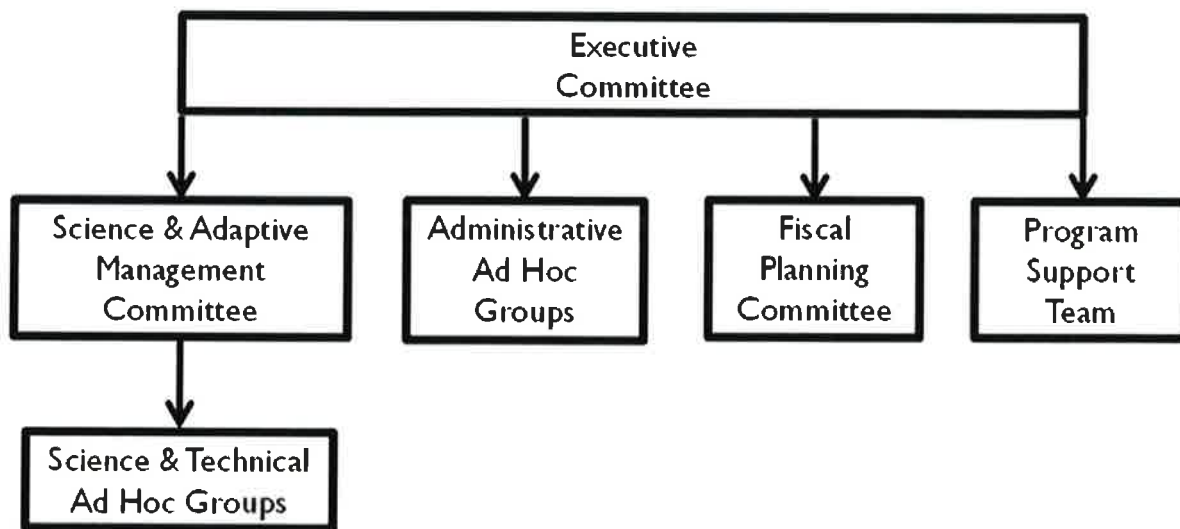 Executive
Committee
Science & Adaptive
Management
Committee
Administrative
Ad Hoc
Groups
Fiscal
Planning
Committee
Program
Support
Team
Science & Technical
Ad Hoc Groups